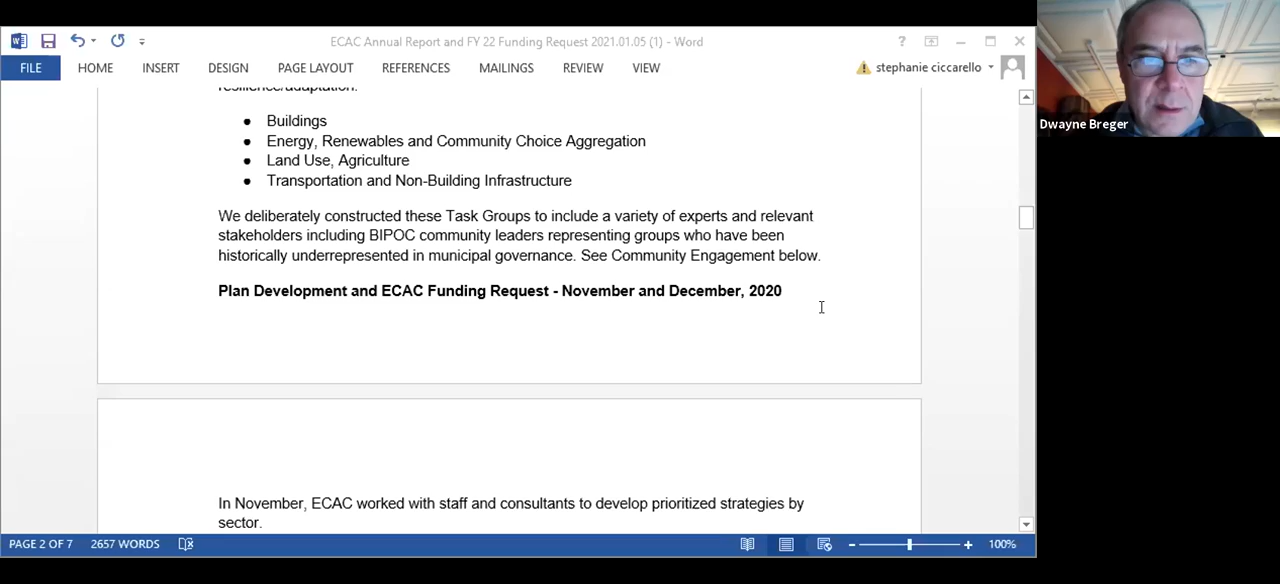 ECAC Annual Report and FY 22 Funding Request 2021.01.05 (1) - Word
FILE HOME INSERT DESIGN PAGE LAYOUT REFERENCES MAILINGS REVIEW VIEW stephanie ciccarello
Dwayne Breger
resilience/adaptation.
● Buildings
● Energy, Renewables and Community Choice Aggregation
● Land Use, Agriculture
● Transportation and Non-Building Infrastructure
We deliberately constructed these Task Groups to include a variety of experts and relevant
stakeholders including BIPOC community leaders representing groups who have been
historically underrepresented in municipal governance. See Community Engagement below.
Plan Development and ECAC Funding Request - November and December, 2020
In November, ECAC worked with staff and consultants to develop prioritized strategies by
sector.
PAGE 2 OF 7 2657 WORDS 100%